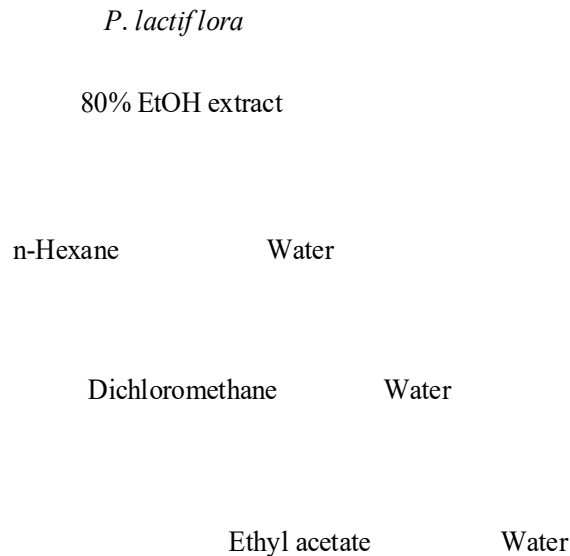 P. lactiflora
80% EtOH extract
n-Hexane Water
Dichloromethane Water
Ethyl acetate Water